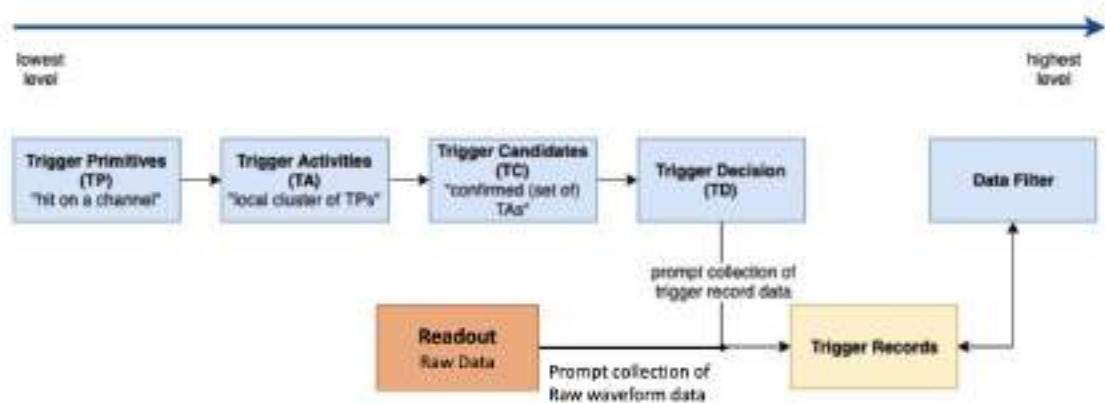 lowest
level
highest
level
Trigger Primitives
(TP)
"hit on a channel"
Trigger Activities
(TA)
"local cluster of TPs"
Trigger Candidates
(TC)
"confirmed (set of)
TAs"
Trigger Decision
(TD)
Data Filter
prompt collection of
trigger record data
Readout
Raw Data
Trigger Records
Prompt collection of
Raw waveform data